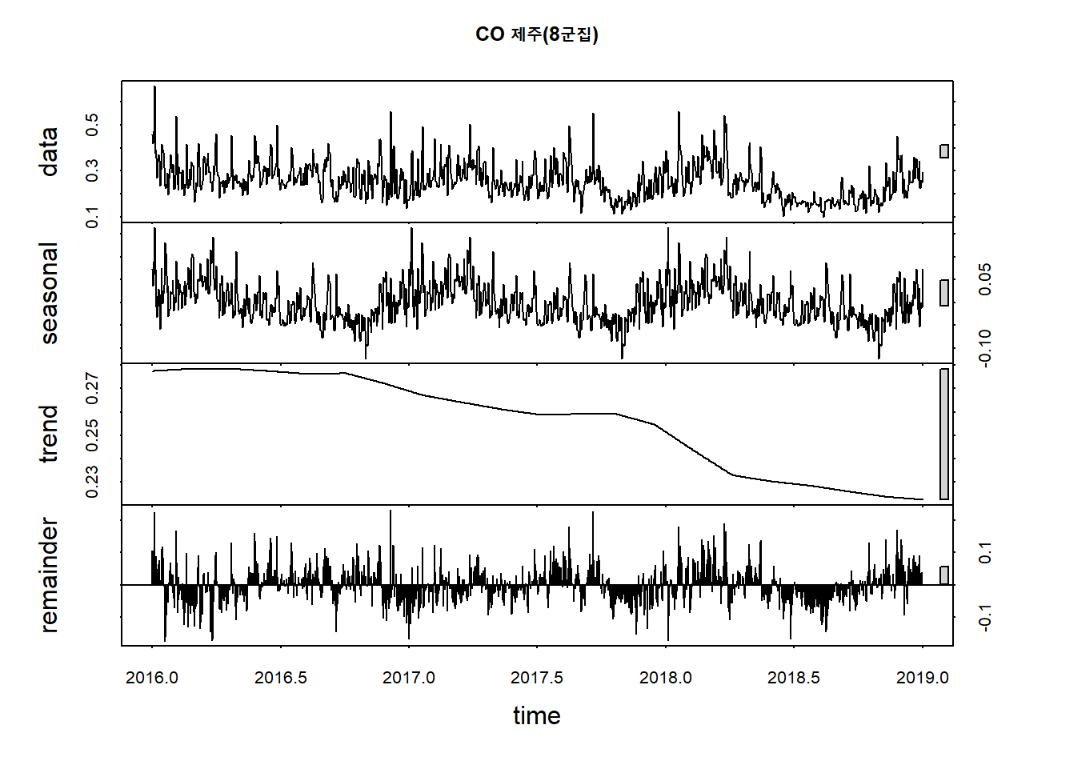 CO 제주(8군집)
data
0.1 0.3 0.5
seasonal
-0.10 0.05
trend
0.23 0.25 0.27
remainder
-0.1 0.1
2016.0 2016.5 2017.0 2017.5 2018.0 2018.5 2019.0
time